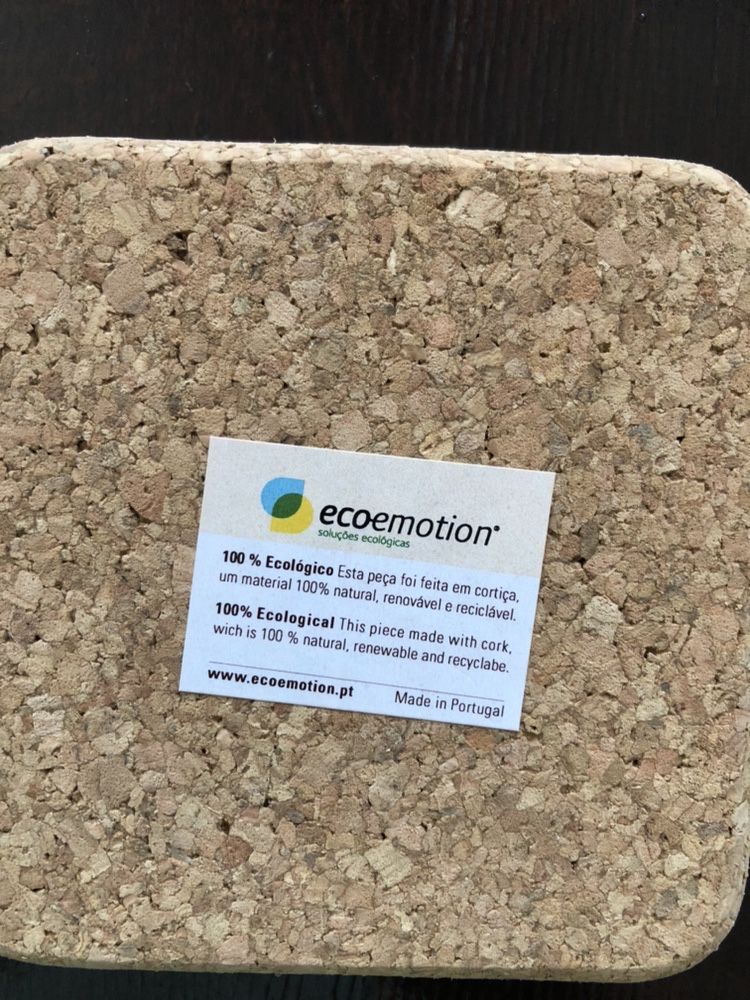 ecoemotion®
soluções ecológicas
100 % Ecológico Esta peça foi feita em cortiça,
um material 100% natural, renovável e reciclável.
100% Ecological This piece made with cork,
wich is 100 % natural, renewable and recyclabe.
www.ecoemotion.pt Made in Portugal